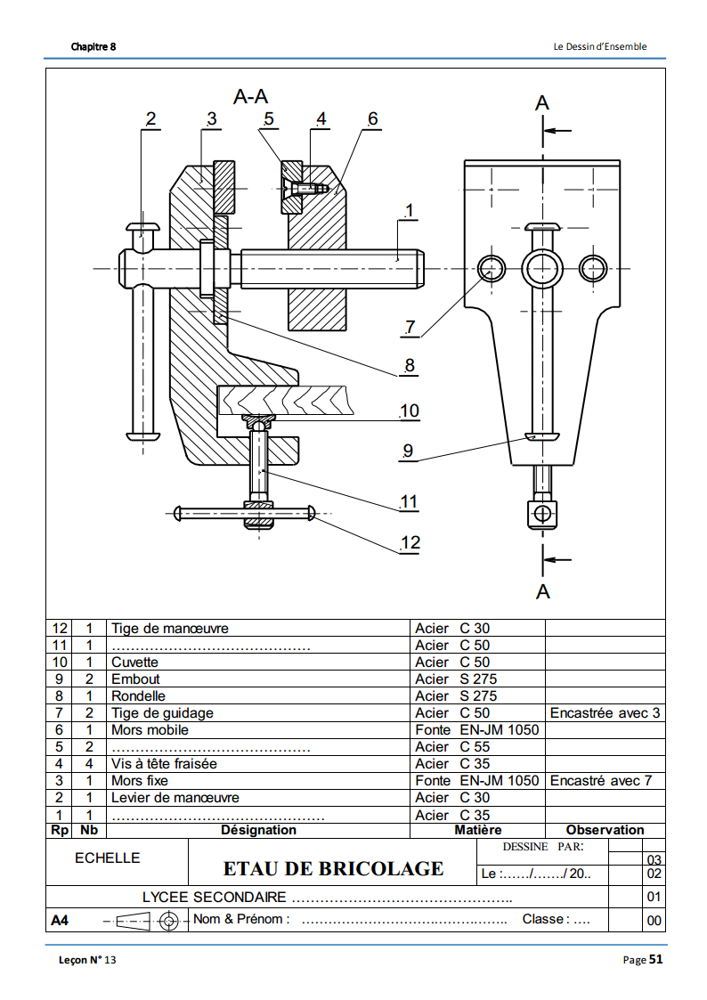 Chapitre 8 Le Dessin d'Ensemble
A-A
A
2 3 5 4 6
1
7
8
10
9
11
12
A
12 1 Tige de manœuvre Acier C 30
11 1 …………………………………… Acier C 50
10 1 Cuvette Acier C 50
9 2 Embout Acier S 275
8 1 Rondelle Acier S 275
7 2 Tige de guidage Acier C 50 Encastrée avec 3
6 1 Mors mobile Fonte EN-JM 1050
5 2 …………………………………… Acier C 55
4 4 Vis à tête fraisée Acier C 35
3 1 Mors fixe Fonte EN-JM 1050 Encastré avec 7
2 1 Levier de manœuvre Acier C 30
1 1 ……………………………………… Acier C 35
Rp Nb Désignation Matière Observation
ECHELLE
ETAU DE BRICOLAGE
DESSINE PAR:
03
Le :……/……./ 20..
02
LYCEE SECONDAIRE ………………………………………..
01
A4
Nom & Prénom : ………………………….……….……..
Classe : ….
00
Leçon N° 13 Page 51